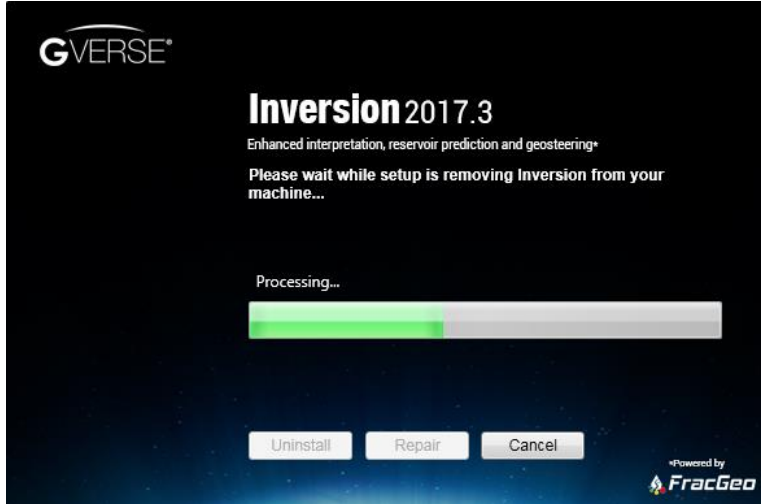 GVERSE®
Inversion 2017.3
Enhanced interpretation, reservoir prediction and geosteering*
Please wait while setup is removing Inversion from your
machine...
Processing...
Uninstall Repair Cancel
*Powered by
FracGeo